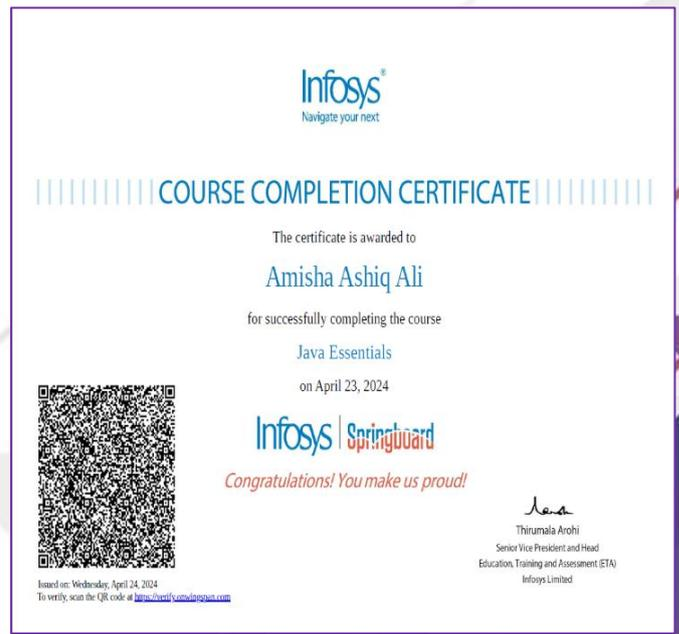 Infosys®
Navigate your next
COURSE COMPLETION CERTIFICATE
The certificate is awarded to
Amisha Ashiq Ali
for successfully completing the course
Java Essentials
on April 23, 2024
Infosys | Springboard
Congratulations! You make us proud!
Thirumala Arohi
Senior Vice President and Head
Education, Training and Assessment (ETA)
Infosys Limited
Issued on: Wednesday, April 24, 2024
To verify, scan the QR code at https://verify.onwingspan.com